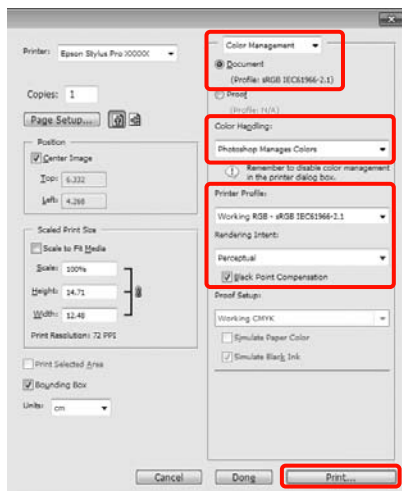 Printer:
Epson Stylus Pro XXXXX
Copies:
1
Page Setup...
Position
Center Image
Top:
6.332
Left:
4.268
Scaled Print Size
Scale to Fit Media
Scale:
100%
Height:
14.71
Width:
12.48
Print Resolution: 72 PPI
Print Selected Area
Bounding Box
Units:
cm
Color Management
Document
(Profile: sRGB IEC61966-2.1)
Proof
(Profile: N/A)
Color Handling:
Photoshop Manages Colors
Remember to disable color management
in the printer dialog box.
Printer Profile:
Working RGB - sRGB IEC61966-2.1
Rendering Intent:
Perceptual
Black Point Compensation
Proof Setup:
Working CMYK
Simulate Paper Color
Simulate Black Ink
Cancel
Done
Print...